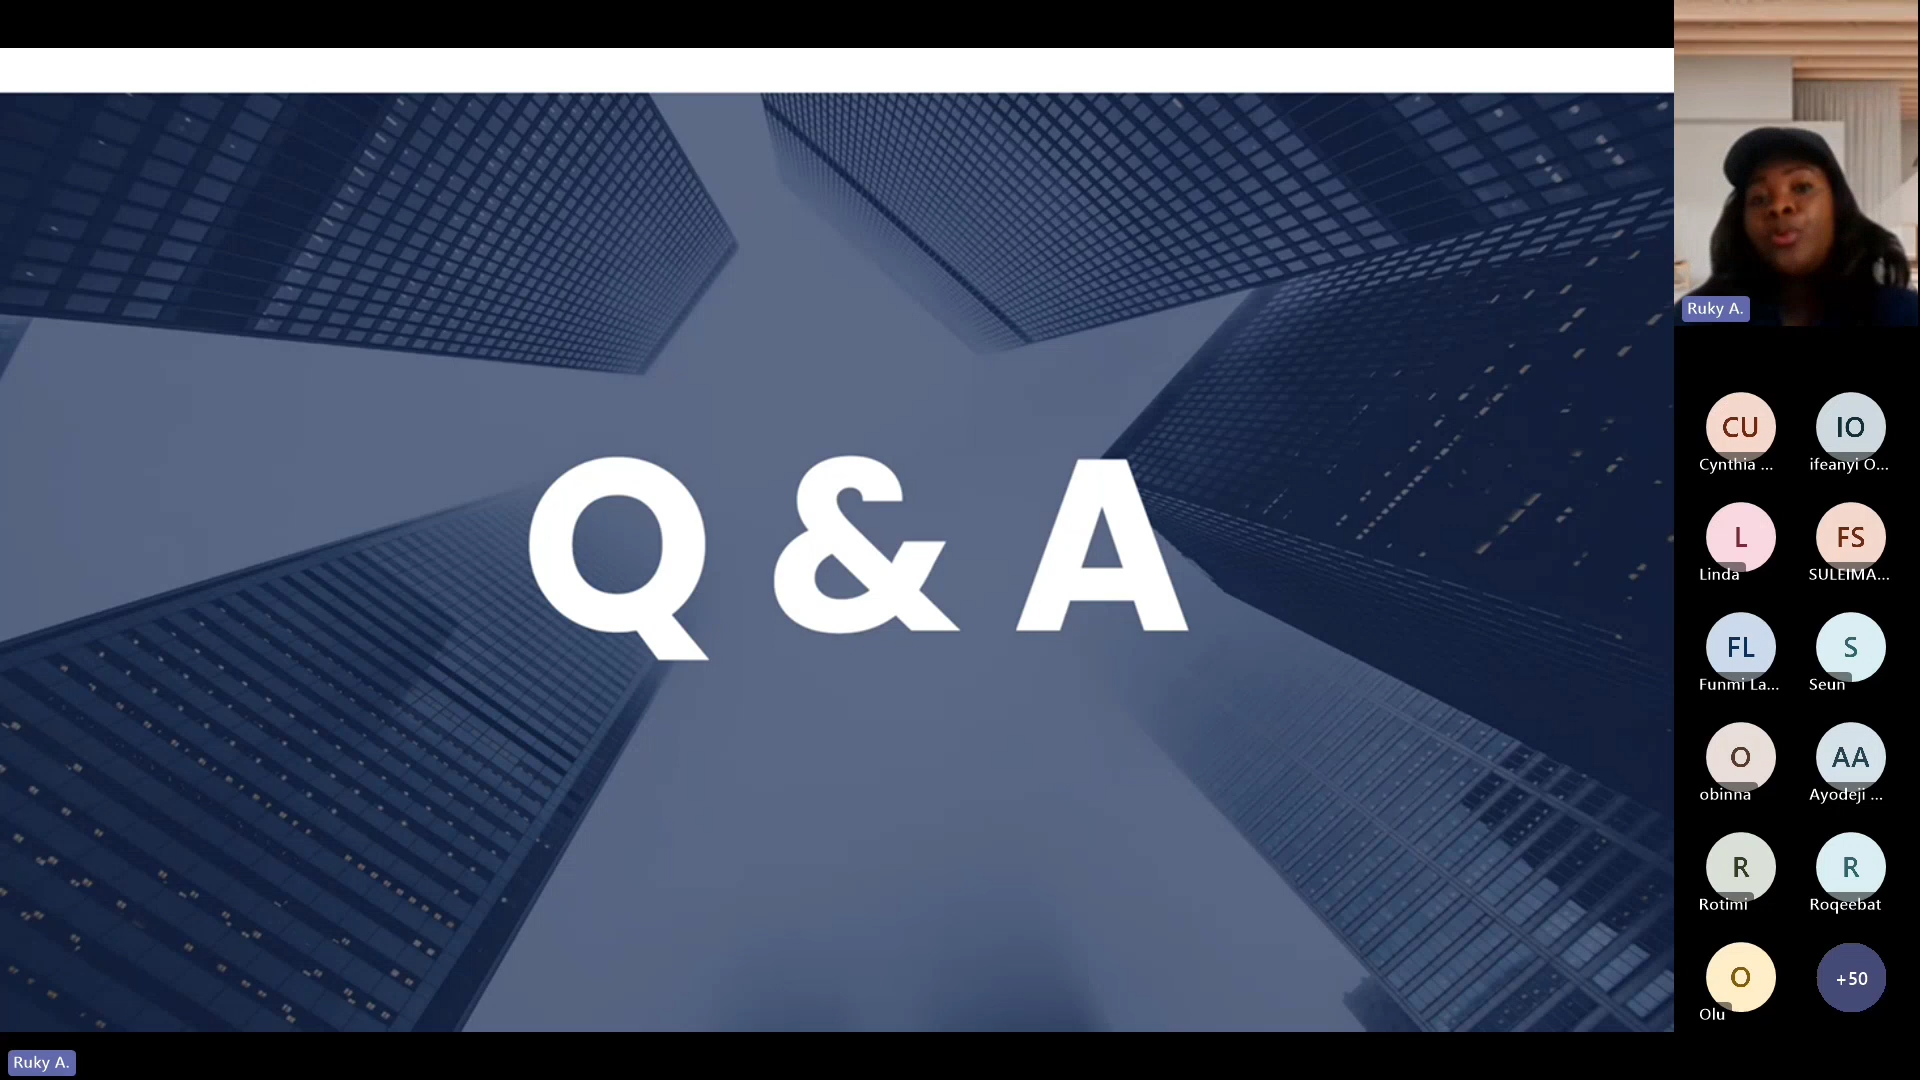 Q & A
Ruky A.
CU
IO
Cynthia ...
ifeanyi O...
L
FS
Linda
SULEIMA...
FL
S
Funmi La...
Seun
O
AA
obinna
Ayodeji ...
R
R
Rotimi
Roqeebat
O
+50
Olu
Ruky A.